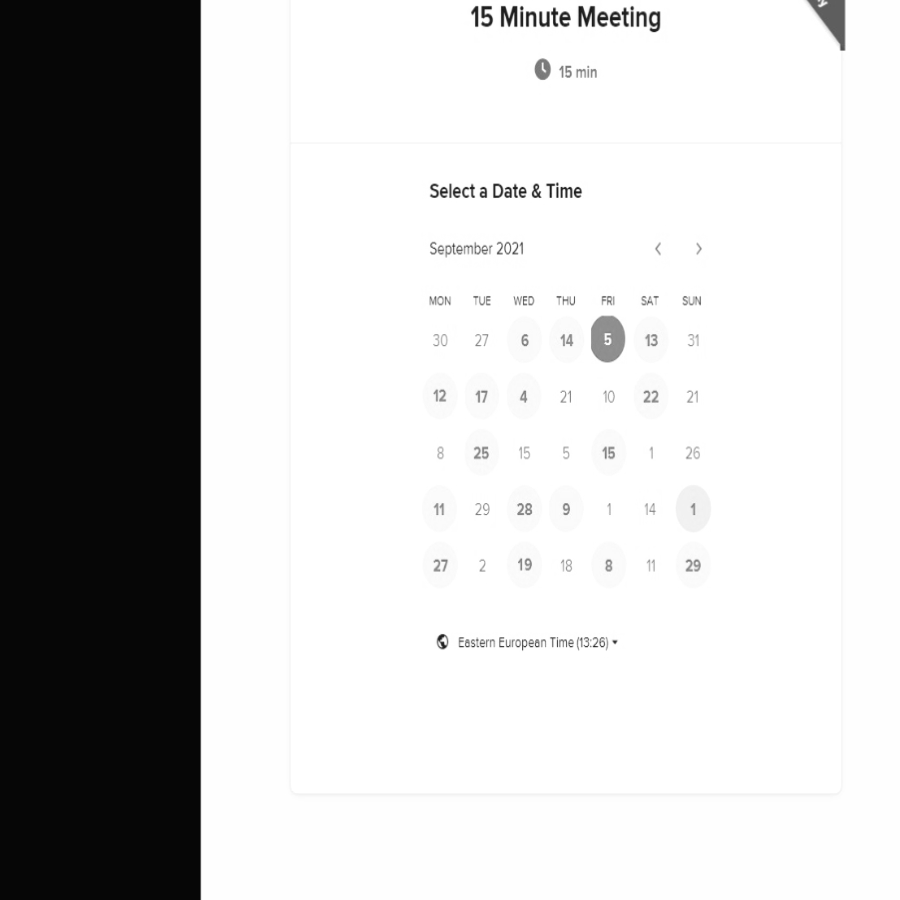 15 Minute Meeting
15 min
Select a Date & Time
September 2021
MON TUE WED THU FRI SAT SUN
30 27 6 14 5 13 31
12 17 4 21 10 22 21
8 25 15 5 15 1 26
11 29 28 9 1 14 1
27 2 19 18 8 11 29
Eastern European Time (13:26)